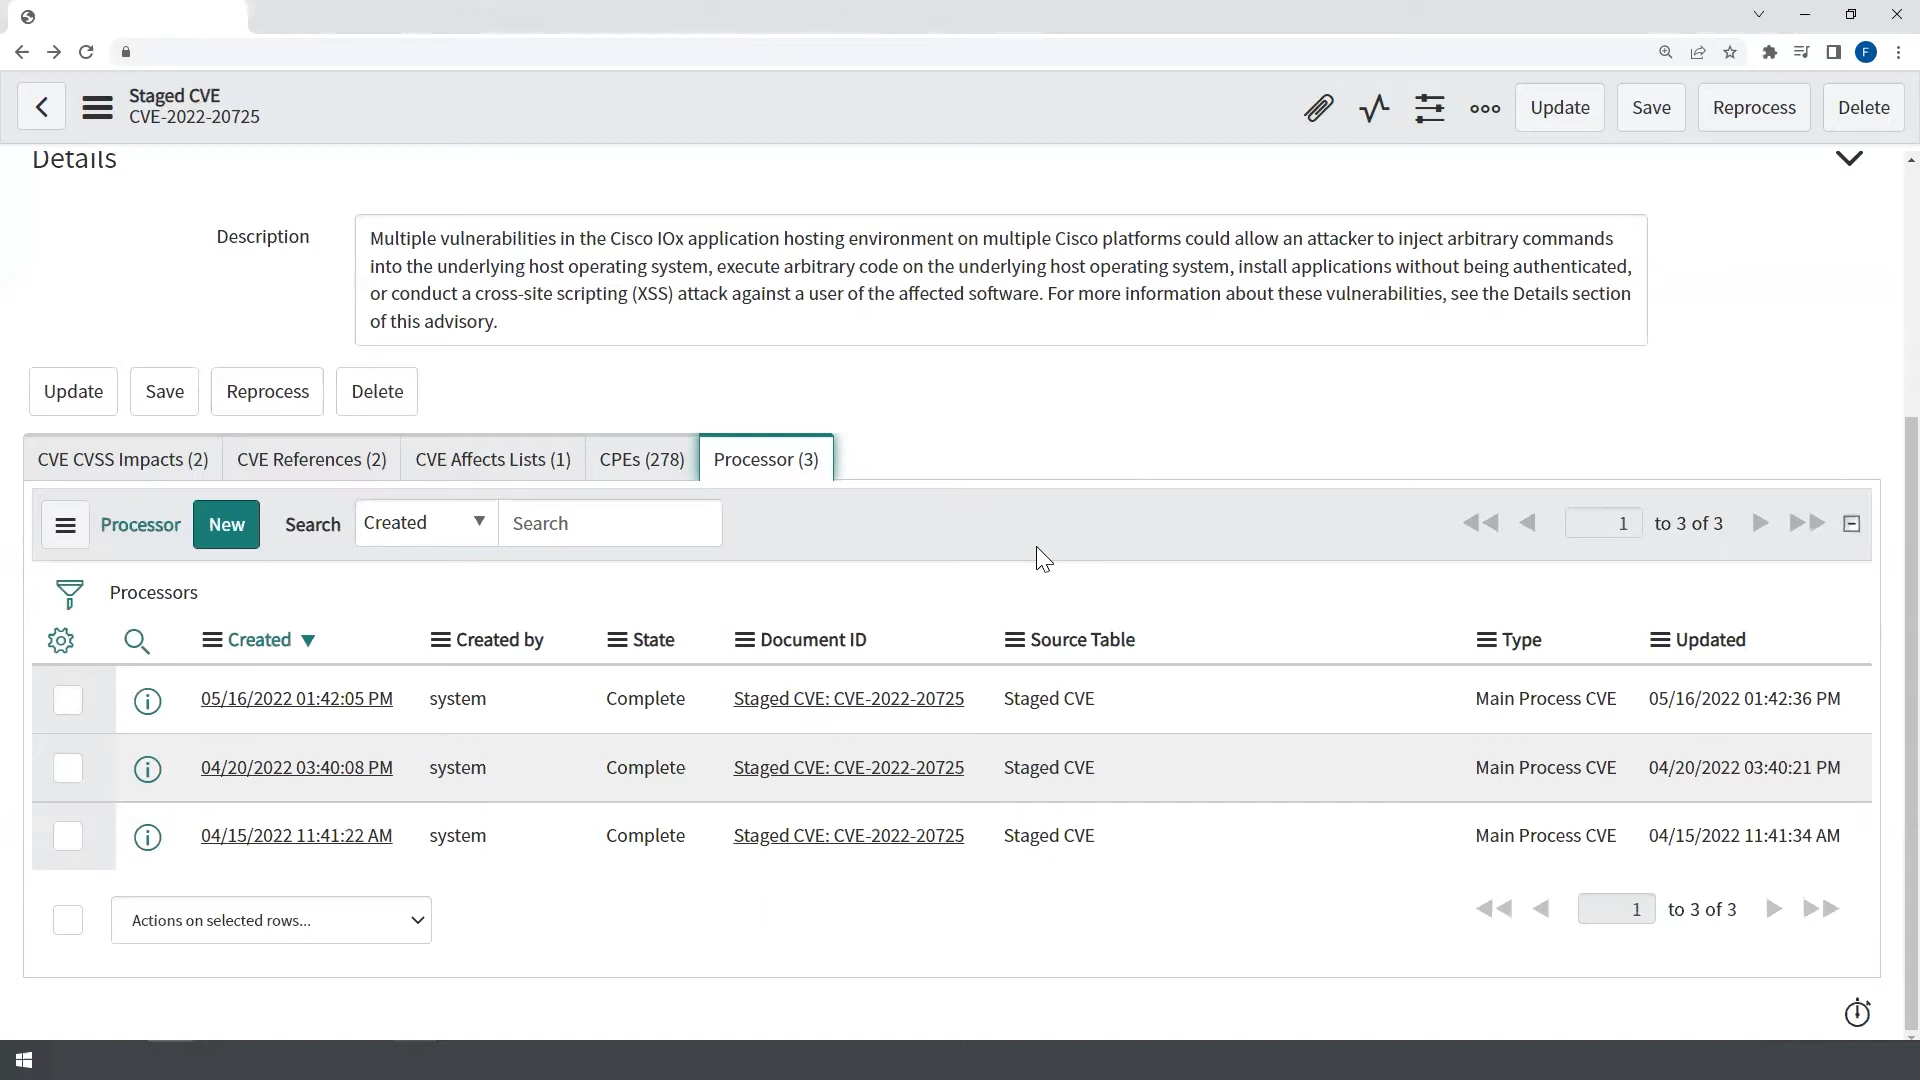 F
Staged CVE
CVE-2022-20725
Update Save Reprocess Delete
Details
Description
Multiple vulnerabilities in the Cisco IOx application hosting environment on multiple Cisco platforms could allow an attacker to inject arbitrary commands
into the underlying host operating system, execute arbitrary code on the underlying host operating system, install applications without being authenticated,
or conduct a cross-site scripting (XSS) attack against a user of the affected software. For more information about these vulnerabilities, see the Details section
of this advisory.
Update Save Reprocess Delete
CVE CVSS Impacts (2) CVE References (2) CVE Affects Lists (1) CPEs (278) Processor (3)
Processor New Search Created Search 1 to 3 of 3
Processors
Created Created by State Document ID Source Table Type Updated
05/16/2022 01:42:05 PM system Complete Staged CVE: CVE-2022-20725 Staged CVE Main Process CVE 05/16/2022 01:42:36 PM
04/20/2022 03:40:08 PM system Complete Staged CVE: CVE-2022-20725 Staged CVE Main Process CVE 04/20/2022 03:40:21 PM
04/15/2022 11:41:22 AM system Complete Staged CVE: CVE-2022-20725 Staged CVE Main Process CVE 04/15/2022 11:41:34 AM
Actions on selected rows... 1 to 3 of 3